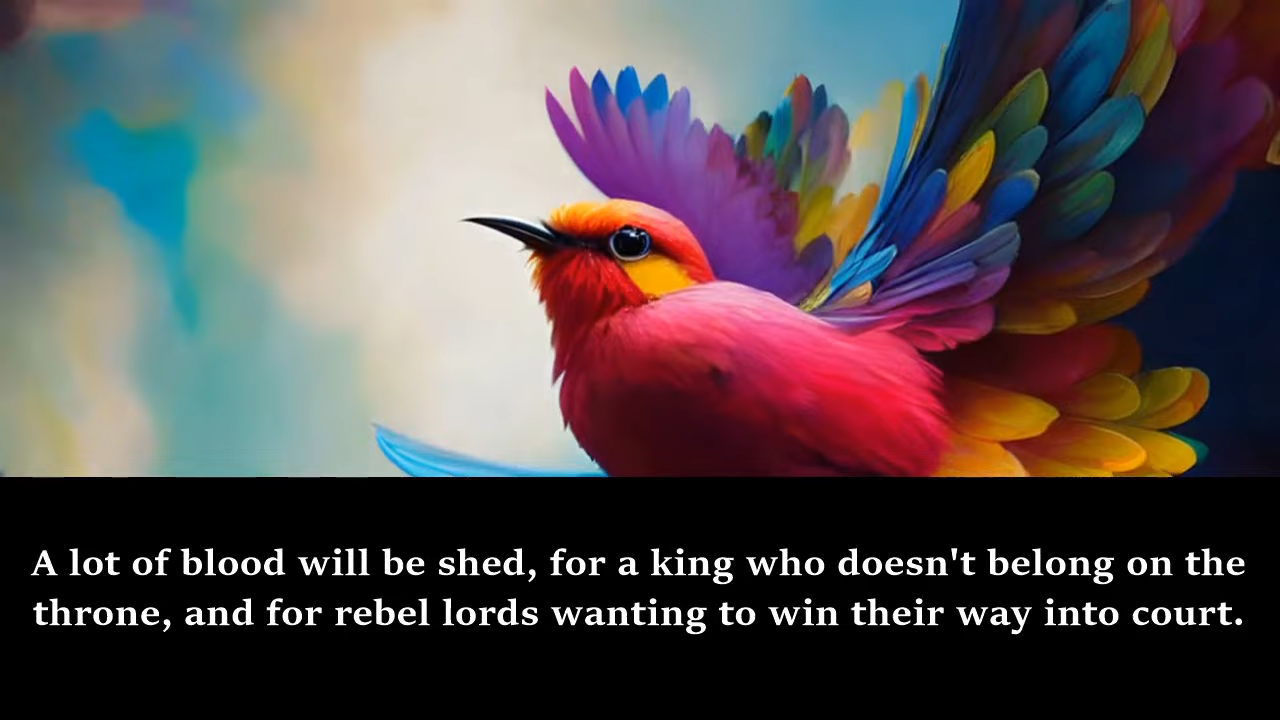 A lot of blood will be shed, for a king who doesn't belong on the
throne, and for rebel lords wanting to win their way into court.